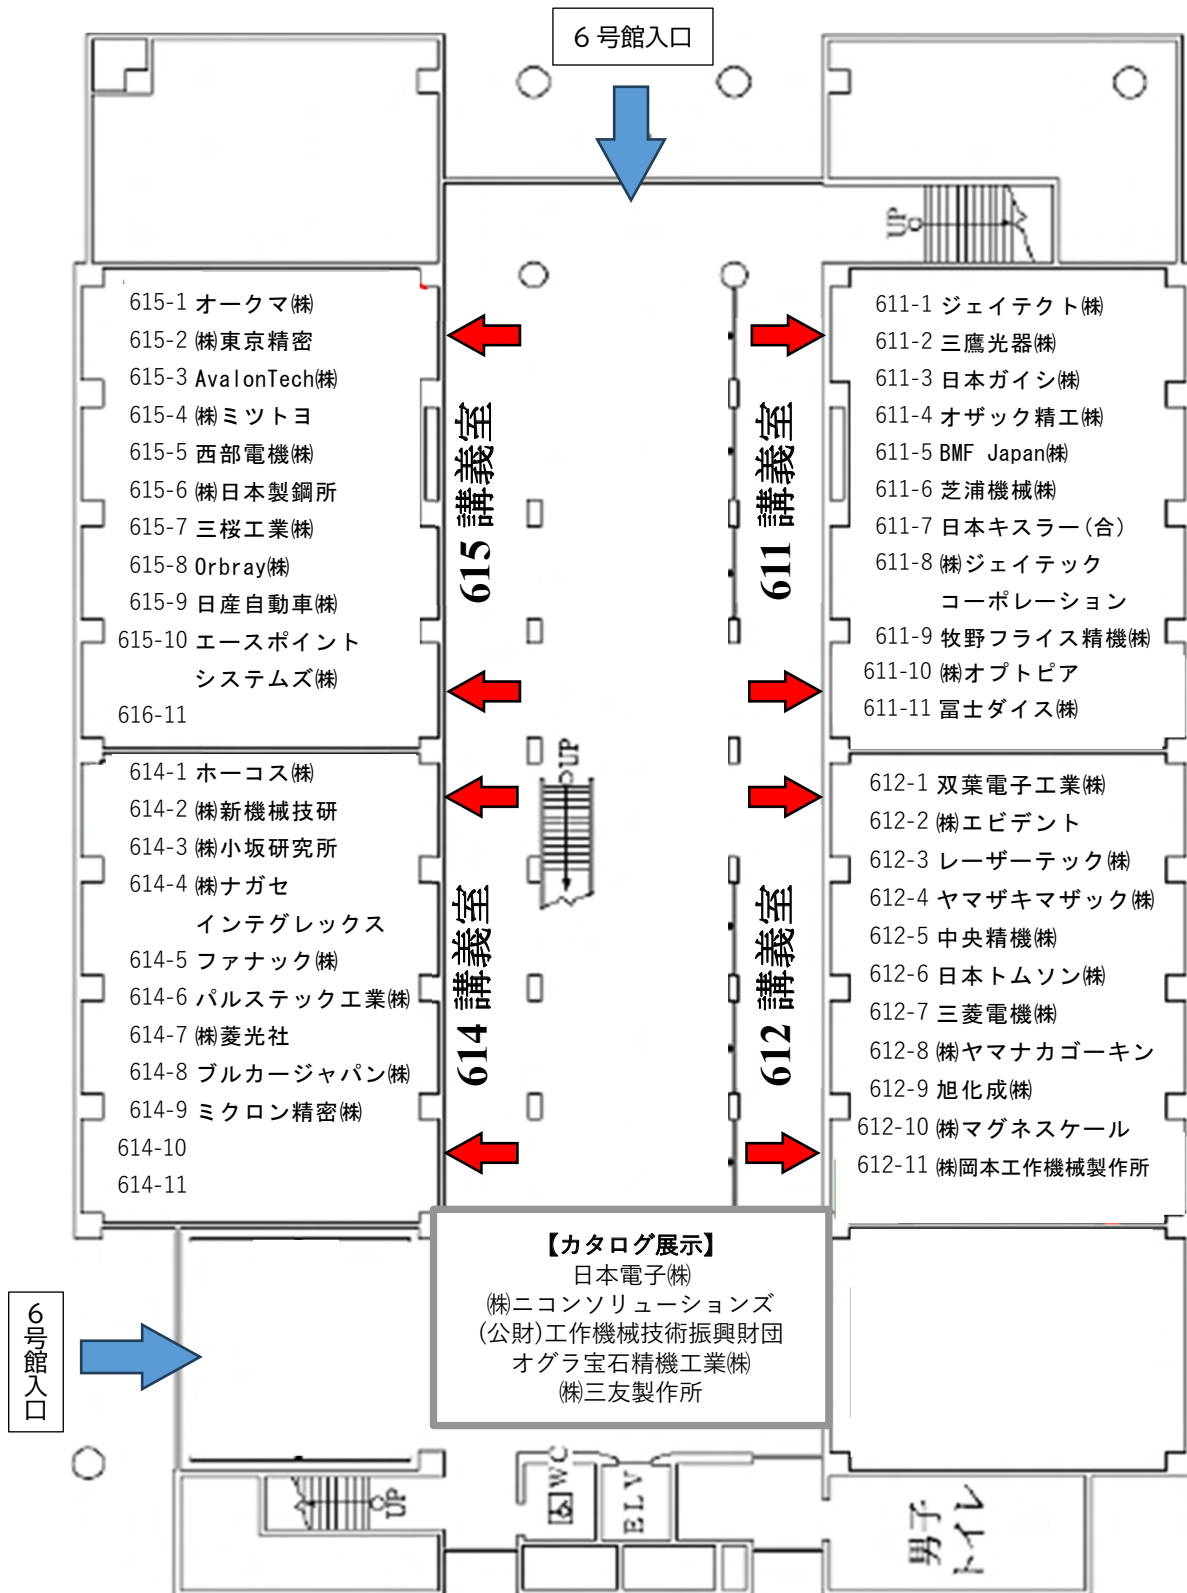 6号館入口
UP
615-1 オークマ㈱
615-2 ㈱東京精密
615-3 AvalonTech㈱
615-4 ㈱ミツトヨ
615-5 西部電機㈱
615-6 ㈱日本製鋼所
615-7 三桜工業㈱
615-8 Orbray㈱
615-9 日産自動車㈱
615-10 エースポイント
システムズ㈱
616-11
615 講義室
611 講義室
611-1 ジェイテクト㈱
611-2 三鷹光器㈱
611-3 日本ガイシ㈱
611-4 オザック精工㈱
611-5 BMF Japan㈱
611-6 芝浦機械㈱
611-7 日本キスラー(合)
611-8 ㈱ジェイテック
コーポレーション
611-9 牧野フライス精機㈱
611-10 ㈱オプトピア
611-11 冨士ダイス㈱
614-1 ホーコス㈱
614-2 ㈱新機械技研
614-3 ㈱小坂研究所
614-4 ㈱ナガセ
インテグレックス
614-5 ファナック㈱
614-6 パルステック工業㈱
614-7 ㈱菱光社
614-8 ブルカージャパン㈱
614-9 ミクロン精密㈱
614-10
614-11
614 講義室
UP
612 講義室
612-1 双葉電子工業㈱
612-2 ㈱エビデント
612-3 レーザーテック㈱
612-4 ヤマザキマザック㈱
612-5 中央精機㈱
612-6 日本トムソン㈱
612-7 三菱電機㈱
612-8 ㈱ヤマナカゴーキン
612-9 旭化成㈱
612-10 ㈱マグネスケール
612-11 ㈱岡本工作機械製作所
【カタログ展示】
日本電子㈱
㈱ニコンソリューションズ
(公財)工作機械技術振興財団
オグラ宝石精機工業㈱
㈱三友製作所
6号館入口
UP
WC
ELV
男子
トイレ